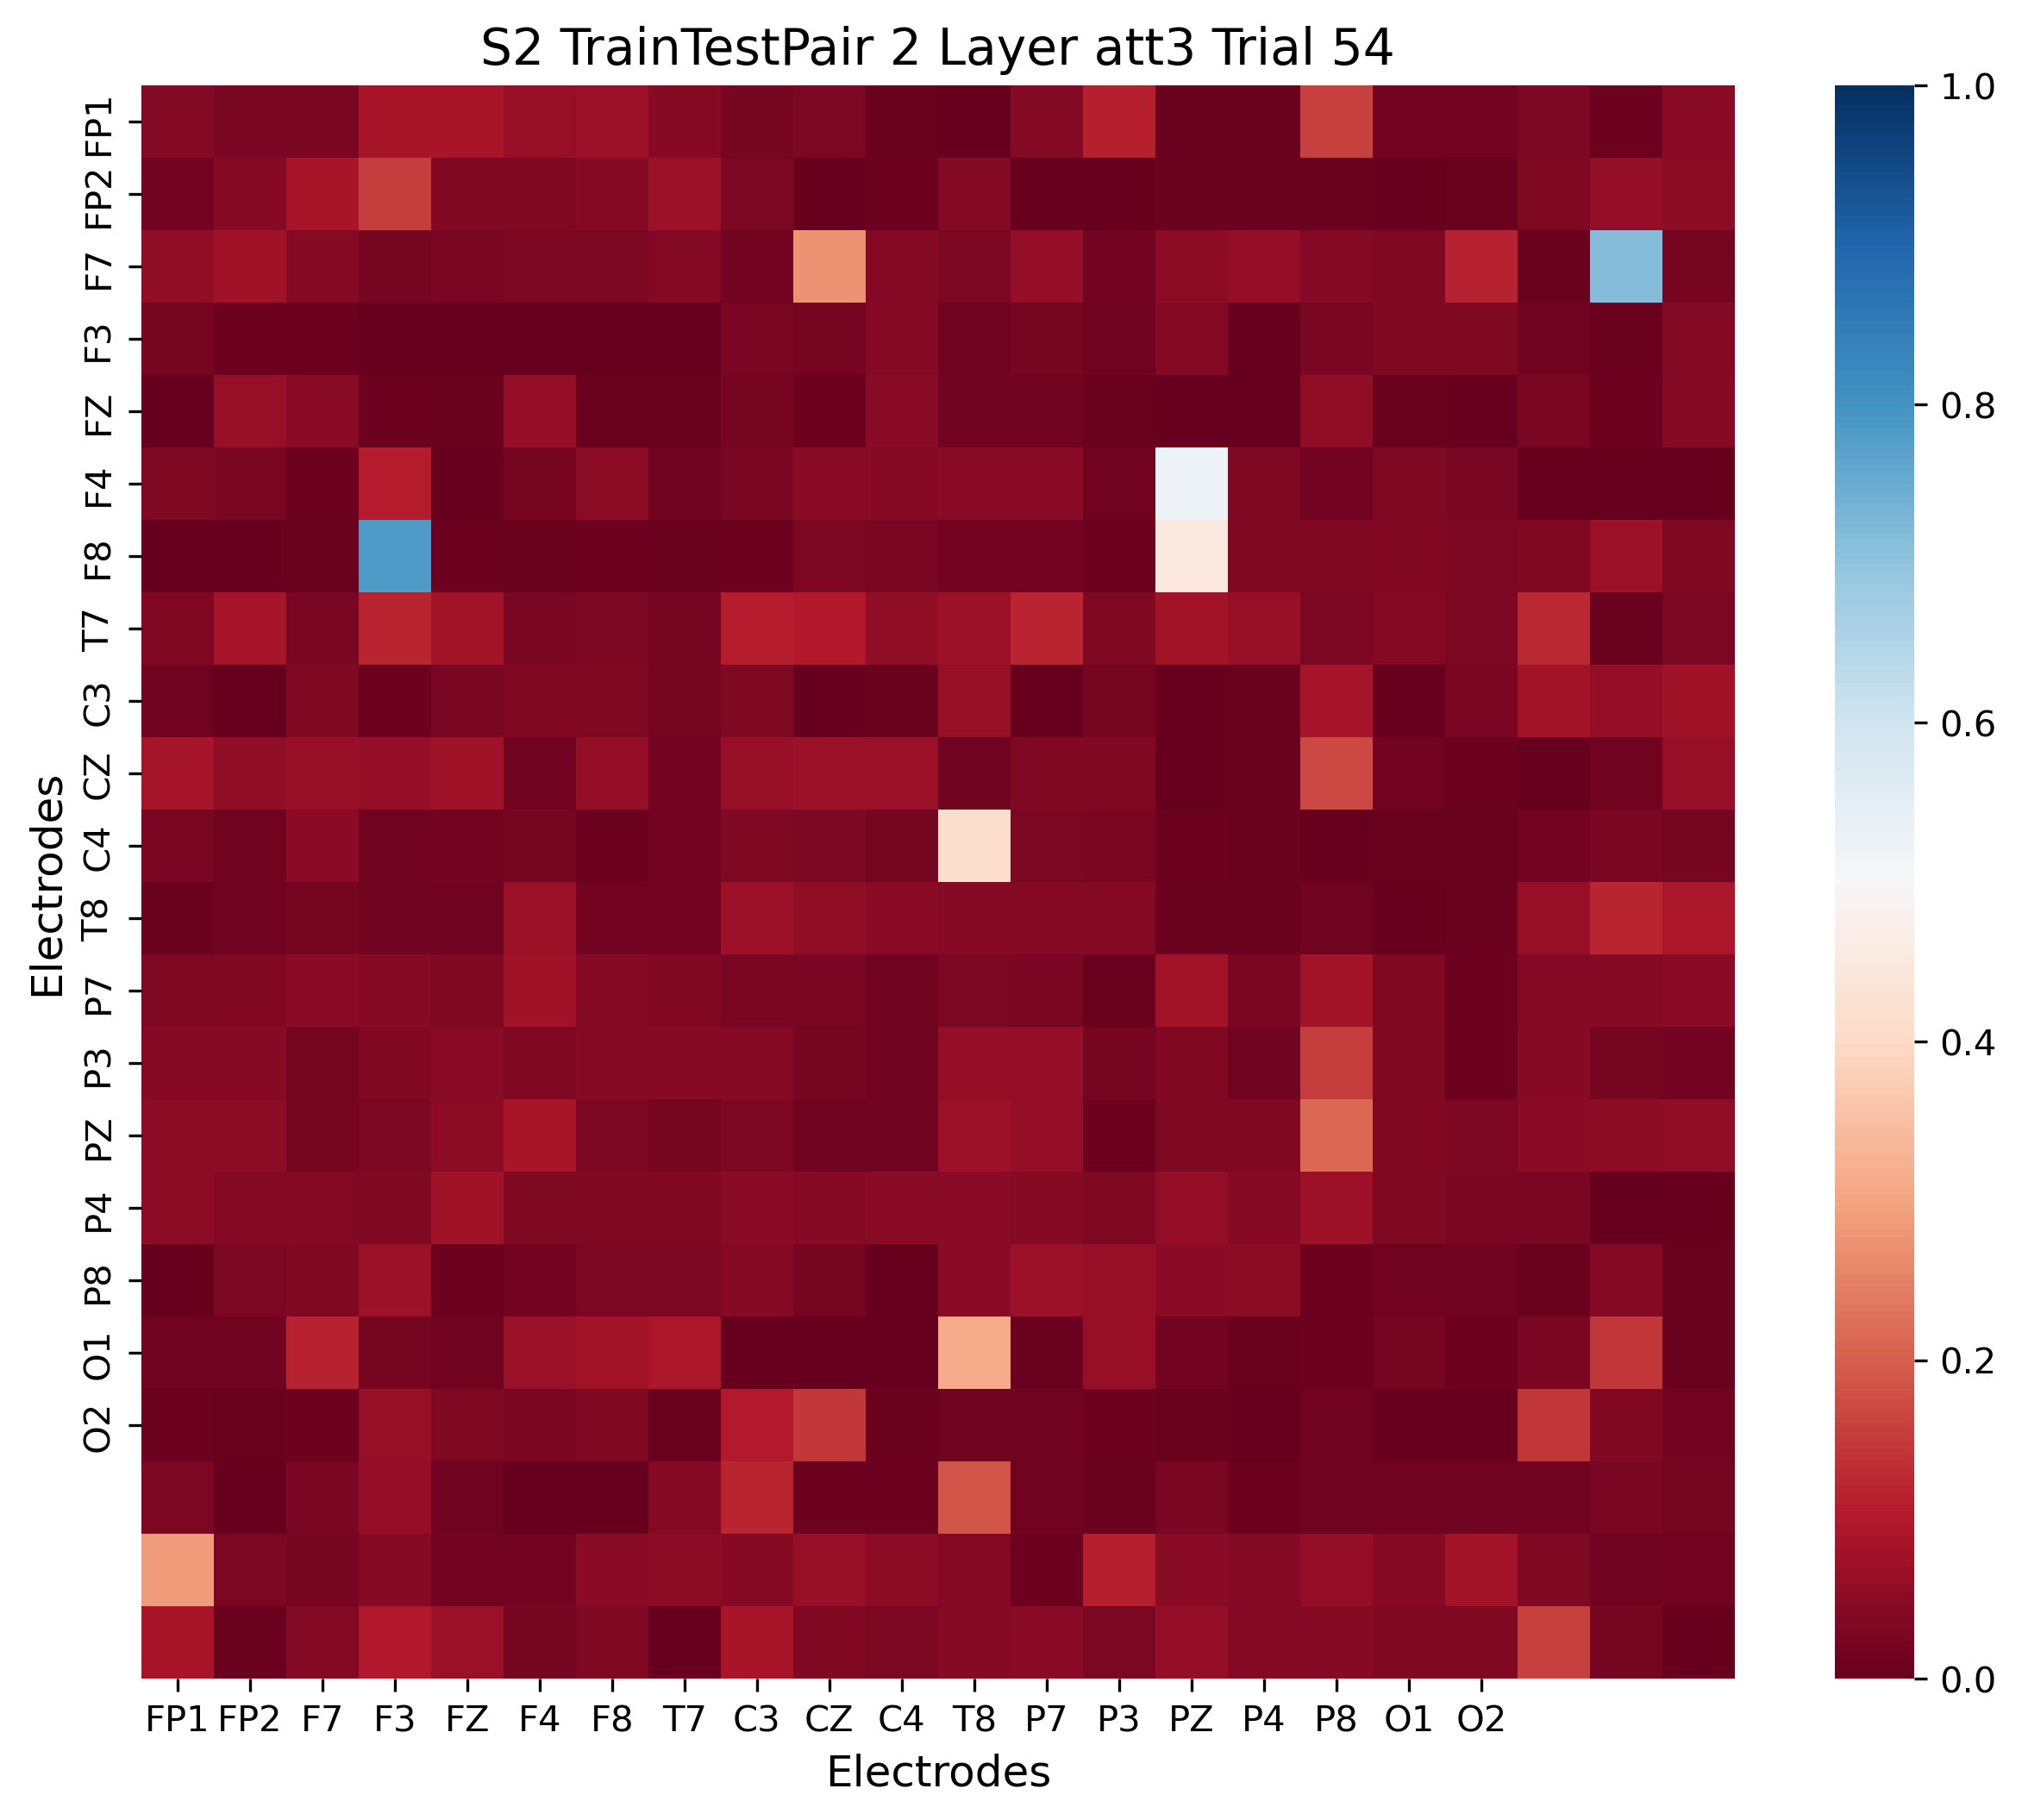 S2 TrainTestPair 2 Layer att3 Trial 54
Electrodes
FP1
FP2
F7
F3
FZ
F4
F8
T7
C3
CZ
C4
T8
P7
P3
PZ
P4
P8
O1
O2
FP1 FP2 F7 F3 FZ F4 F8 T7 C3 CZ C4 T8 P7 P3 PZ P4 P8 O1 O2
Electrodes
1.0
0.8
0.6
0.4
0.2
0.0